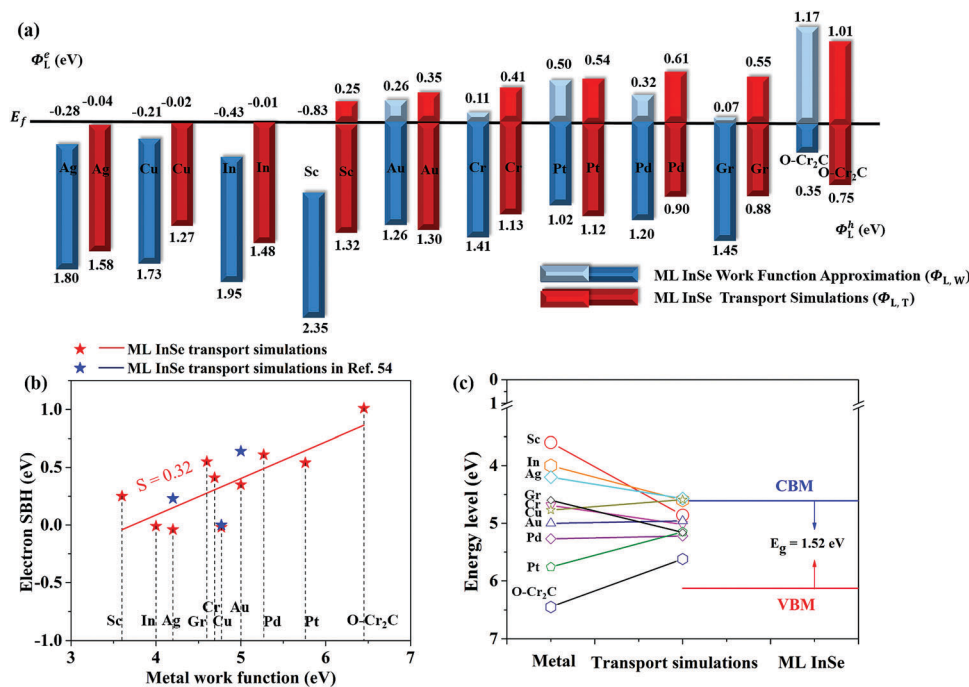 (a)
Φ_L^e (eV)
E_f
-0.28 -0.04 -0.21 -0.02 -0.43 -0.01 -0.83 0.25 0.26 0.35 0.11 0.41 0.50 0.54 0.32 0.61 0.07 0.55 1.17 1.01
Ag Ag Cu Cu In In Sc Sc Au Au Cr Cr Pt Pt Pd Pd Gr Gr O-Cr₂C O-Cr₂C
1.80 1.58 1.73 1.27 1.95 1.48 2.35 1.32 1.26 1.30 1.41 1.13 1.02 1.12 1.20 0.90 1.45 0.88 0.35 0.75
Φ_L^h (eV)
ML InSe Work Function Approximation (Φ_L,W)
ML InSe Transport Simulations (Φ_L,T)
ML InSe transport simulations
ML InSe transport simulations in Ref. 54
(b)
Electron SBH (eV)
1.0
0.5
0.0
0.5
-1.0
S = 0.32
Sc In Ag Gr Cr Cu Au Pd Pt O-Cr₂C
3 4 5 6 7
Metal work function (eV)
(c)
Energy level (eV)
0
1
4
5
6
7
Sc
In
Ag
Gr
Cr
Cu
Au
Pd
Pt
O-Cr₂C
CBM
E_g = 1.52 eV
VBM
Metal Transport simulations ML InSe